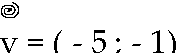 v = ( - 5 ; - 1)